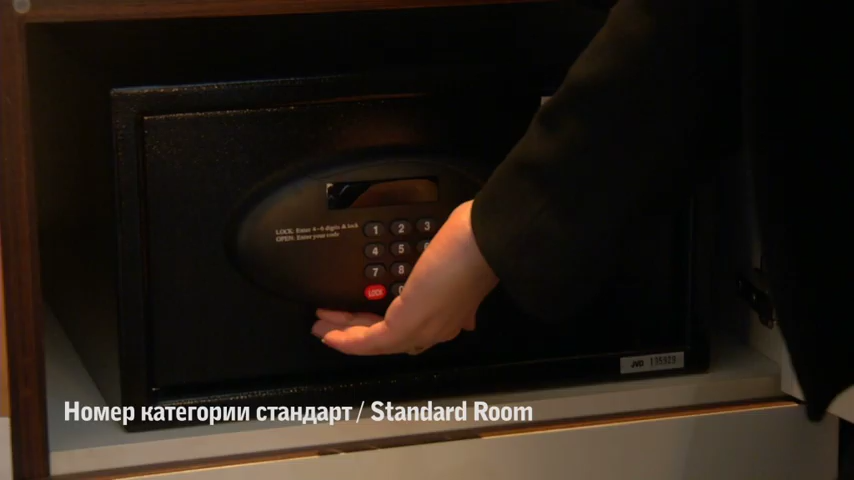 LOCK: Enter 4-6 digits & lock
OPEN: Enter your code
1 2 3
4 5
7 8
LOCK
JVD
Номер категории стандарт / Standard Room